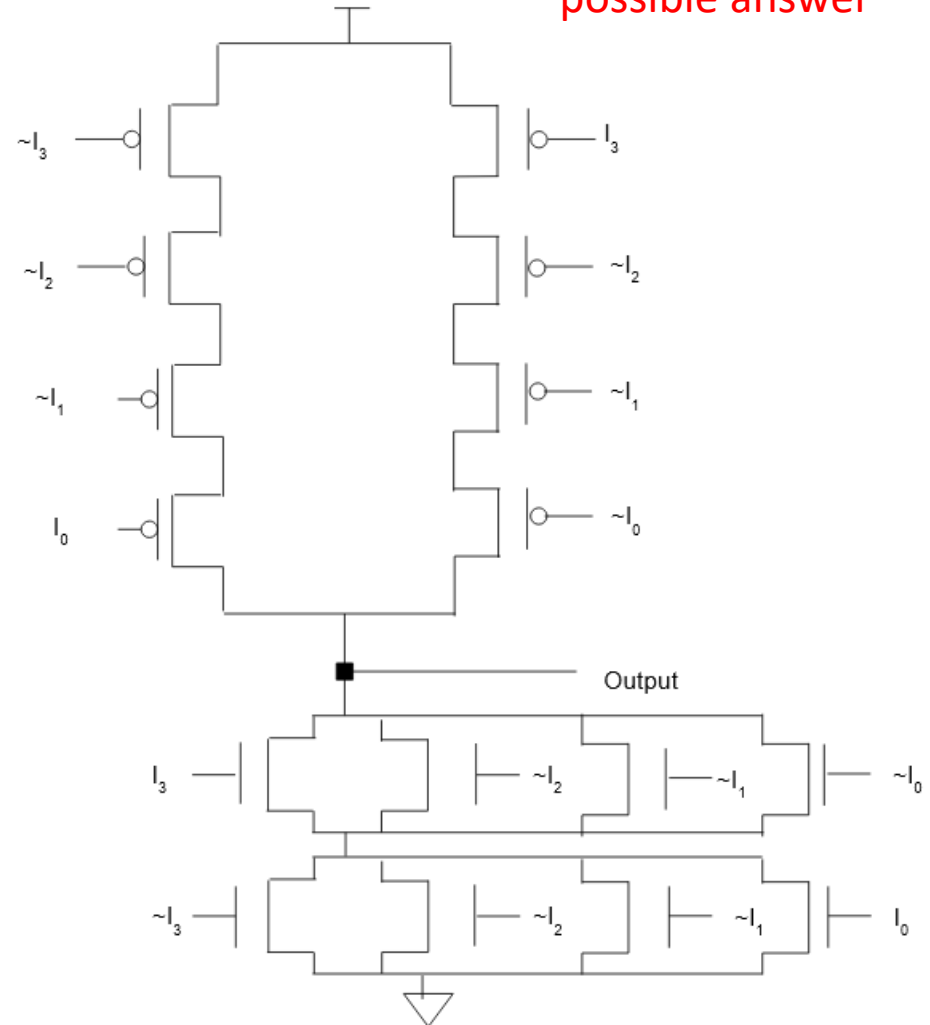 possible answer
~I₃ I₃
~I₂ ~I₂
~I₁ ~I₁
I₀ ~I₀
Output
I₃ ~I₂ ~I₁ ~I₀
~I₃ ~I₂ ~I₁ I₀